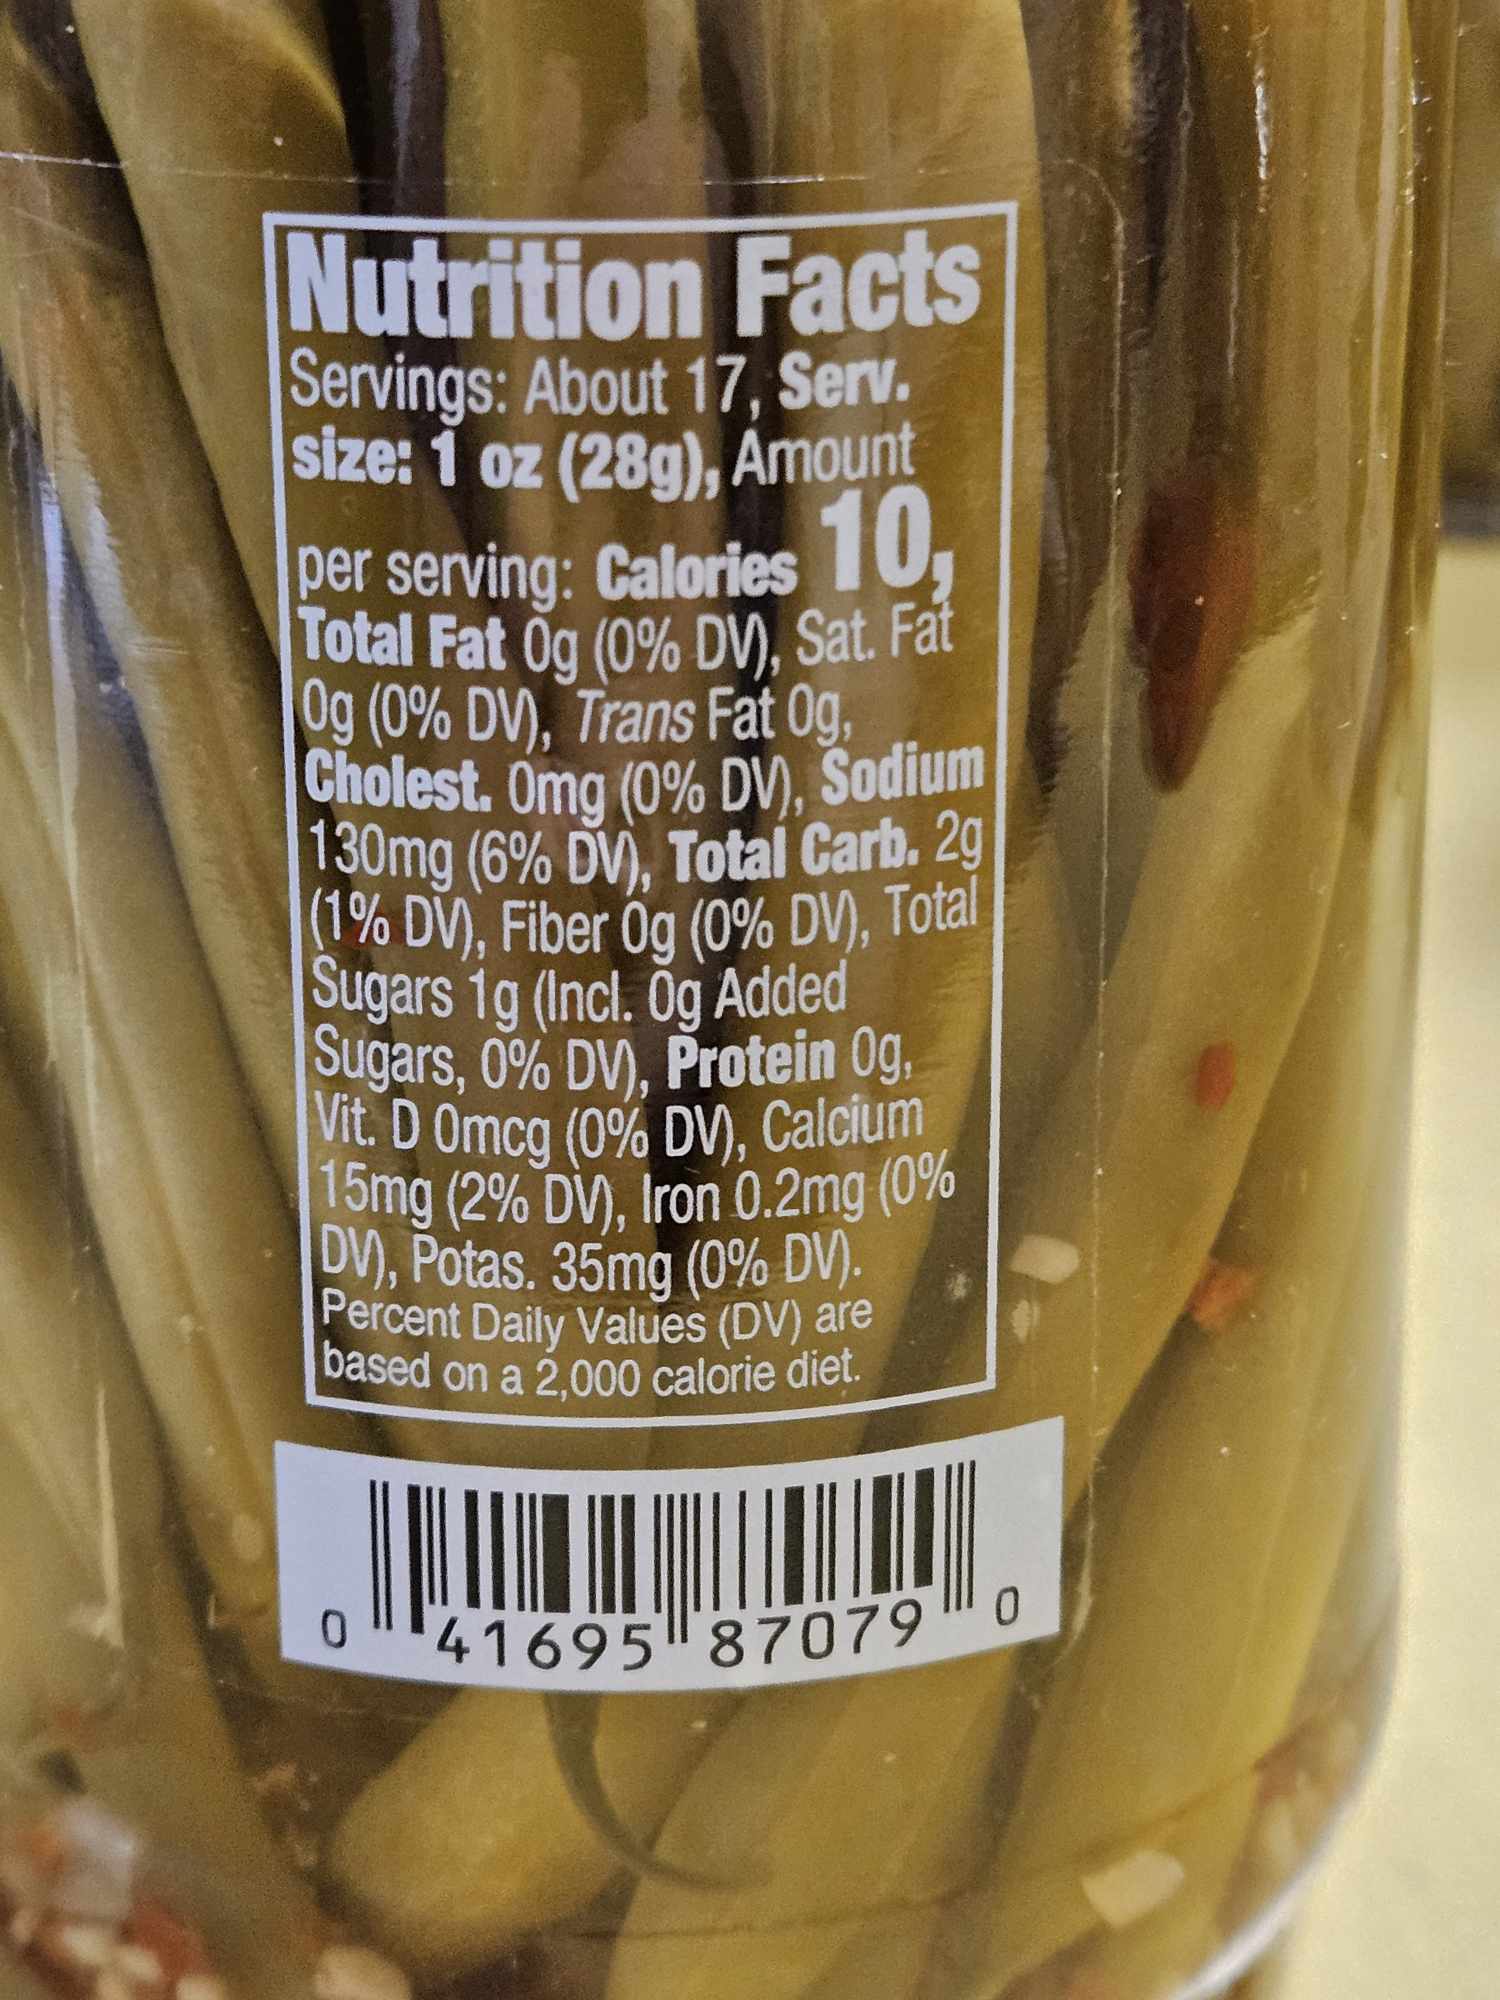 Nutrition Facts
Servings: About 17, Serv.
size: 1 oz (28g), Amount
per serving: Calories 10,
Total Fat 0g (0% DV), Sat. Fat
0g (0% DV), Trans Fat 0g,
Cholest. 0mg (0% DV), Sodium
130mg (6% DV), Total Carb. 2g
(1% DV), Fiber 0g (0% DV), Total
Sugars 1g (Incl. 0g Added
Sugars, 0% DV), Protein 0g,
Vit. D 0mcg (0% DV), Calcium
15mg (2% DV), Iron 0.2mg (0%
DV), Potas. 35mg (0% DV).
Percent Daily Values (DV) are
based on a 2,000 calorie diet.
0 41695 87079 0